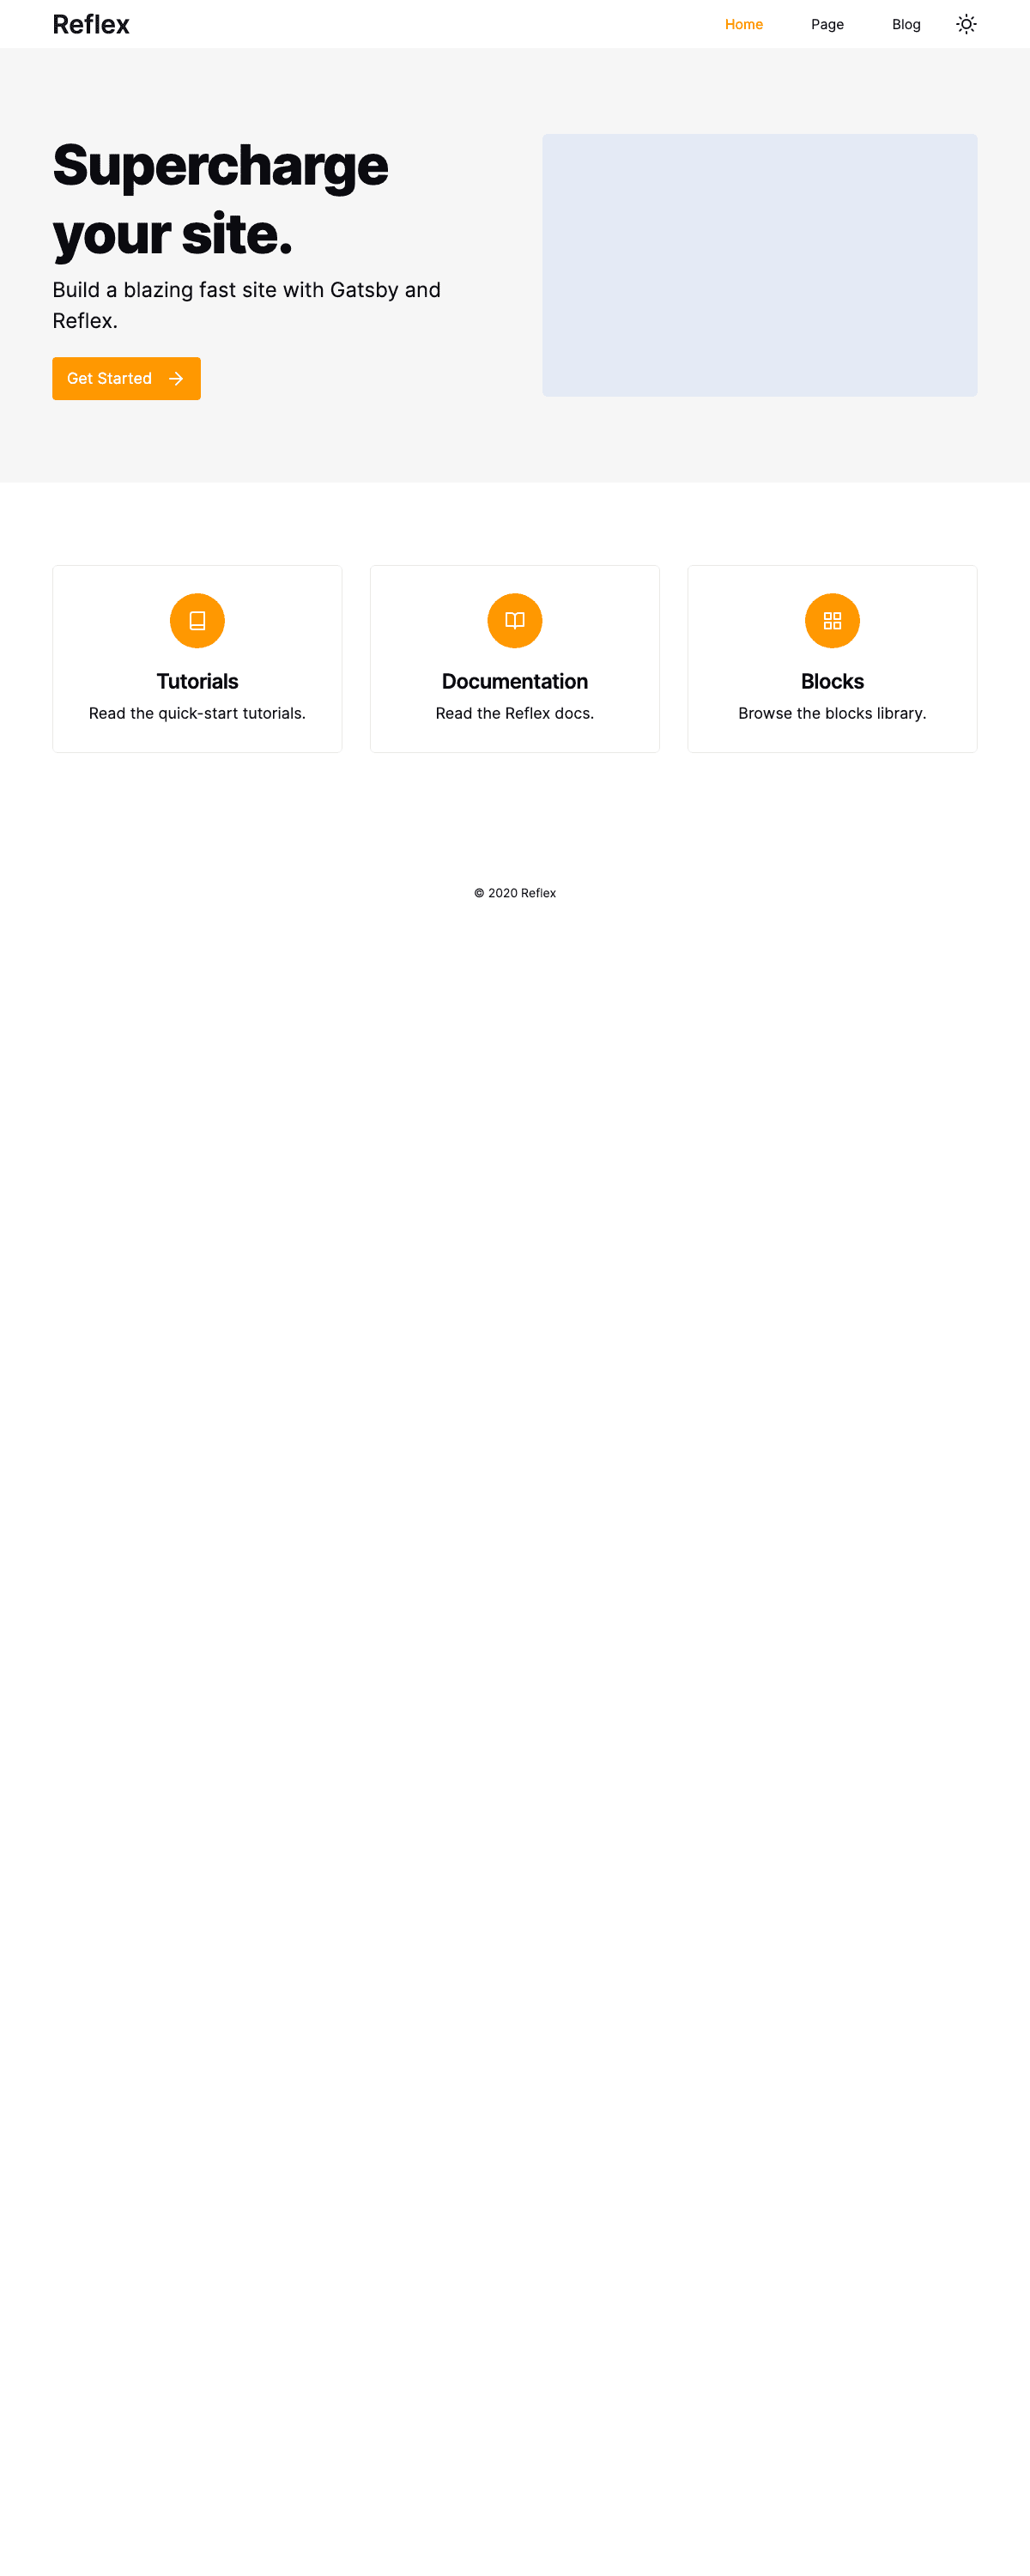 Reflex
Home
Page
Blog
Supercharge
your site.
Build a blazing fast site with Gatsby and
Reflex.
Get Started
Tutorials
Read the quick-start tutorials.
Documentation
Read the Reflex docs.
Blocks
Browse the blocks library.
© 2020 Reflex